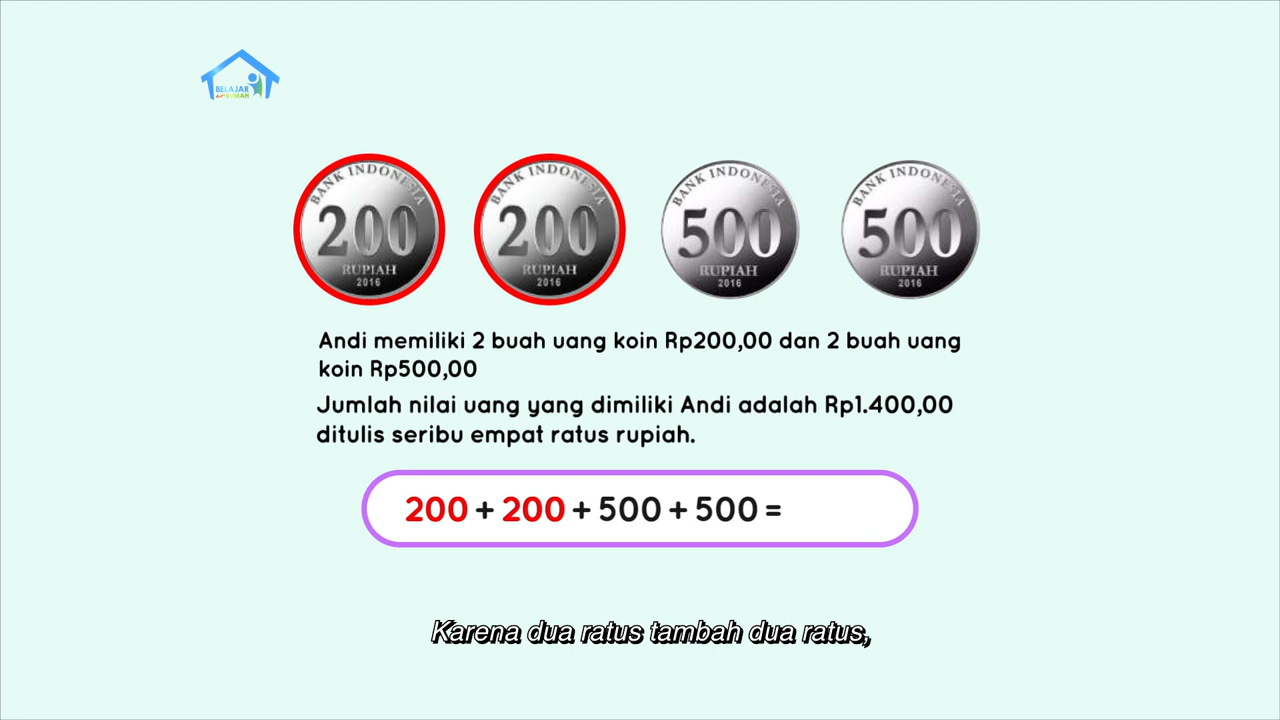 BELAJAR
dari RUMAH
BANK INDONESIA
200
RUPIAH
2016
BANK INDONESIA
200
RUPIAH
2016
BANK INDONESIA
500
RUPIAH
2016
BANK INDONESIA
500
RUPIAH
2016
Andi memiliki 2 buah uang koin Rp200,00 dan 2 buah uang
koin Rp500,00
Jumlah nilai uang yang dimiliki Andi adalah Rp1.400,00
ditulis seribu empat ratus rupiah.
200 + 200 + 500 + 500 =
Karena dua ratus tambah dua ratus,